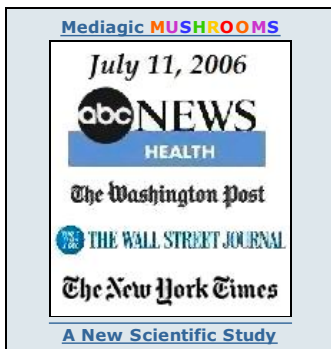 Mediagic MUSHROOMS
July 11, 2006
abc NEWS
HEALTH
The Washington Post
THE WALL STREET JOURNAL
The New York Times
A New Scientific Study